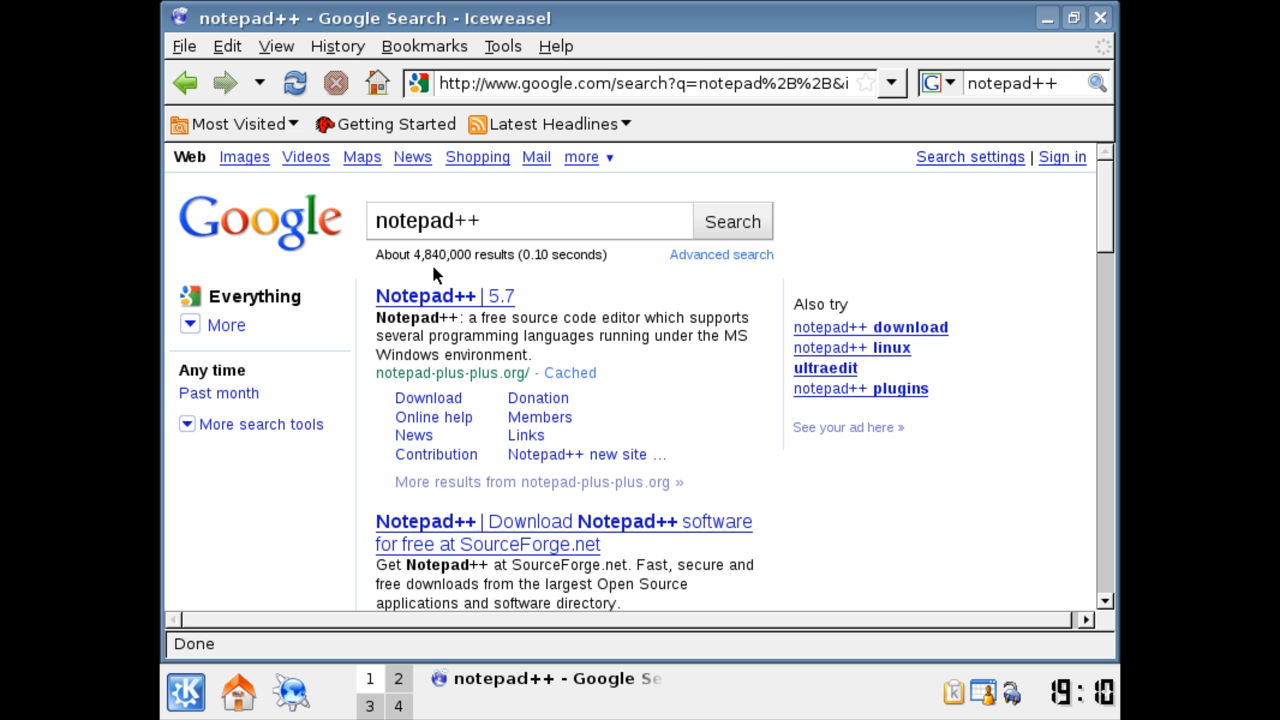 notepad++ - Google Search - Iceweasel
File Edit View History Bookmarks Tools Help
http://www.google.com/search?q=notepad%2B%2B&i
notepad++
Most Visited Getting Started Latest Headlines
Web Images Videos Maps News Shopping Mail more ▼ Search settings | Sign in
Google
notepad++ Search
About 4,840,000 results (0.10 seconds) Advanced search
Everything
More
Any time
Past month
More search tools
Notepad++ | 5.7
Notepad++: a free source code editor which supports
several programming languages running under the MS
Windows environment.
notepad-plus-plus.org/ - Cached
Download Donation
Online help Members
News Links
Contribution Notepad++ new site ...
More results from notepad-plus-plus.org »
Notepad++ | Download Notepad++ software
for free at SourceForge.net
Get Notepad++ at SourceForge.net. Fast, secure and
free downloads from the largest Open Source
applications and software directory.
Also try
notepad++ download
notepad++ linux
ultraedit
notepad++ plugins
See your ad here »
Done
1 2
3 4
notepad++ - Google Se
19:10